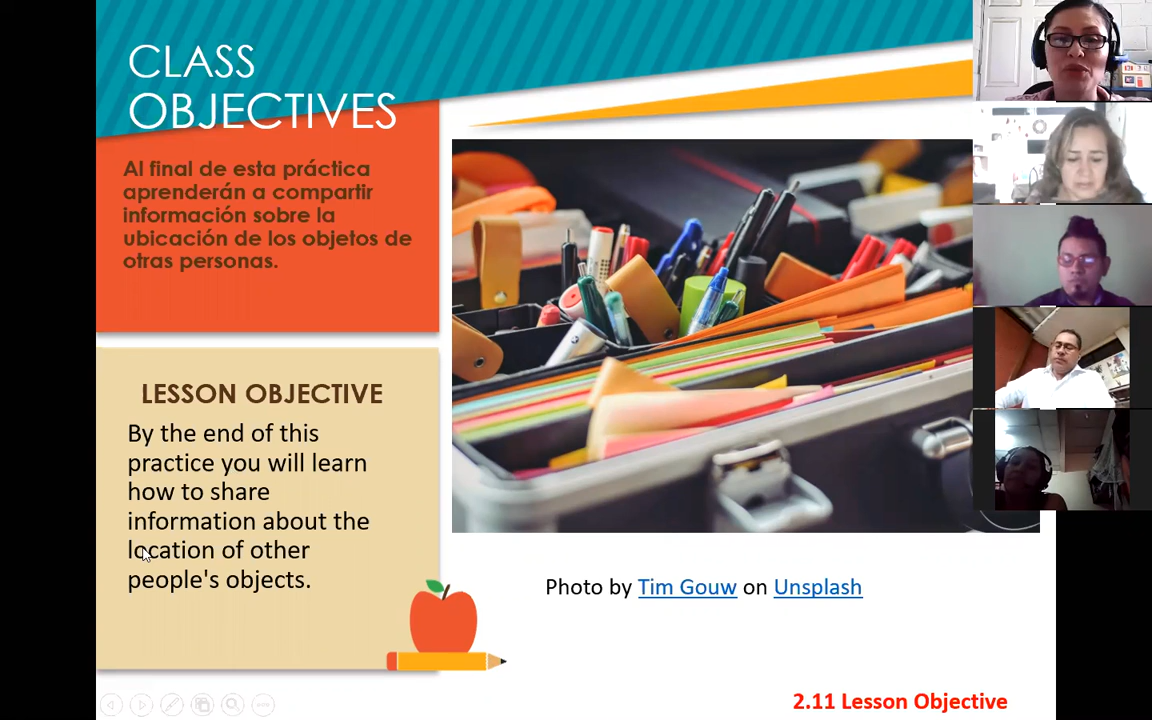 CLASS
OBJECTIVES
Al final de esta práctica
aprenderán a compartir
información sobre la
ubicación de los objetos de
otras personas.
LESSON OBJECTIVE
By the end of this
practice you will learn
how to share
information about the
location of other
people's objects.
Photo by Tim Gouw on Unsplash
2.11 Lesson Objective